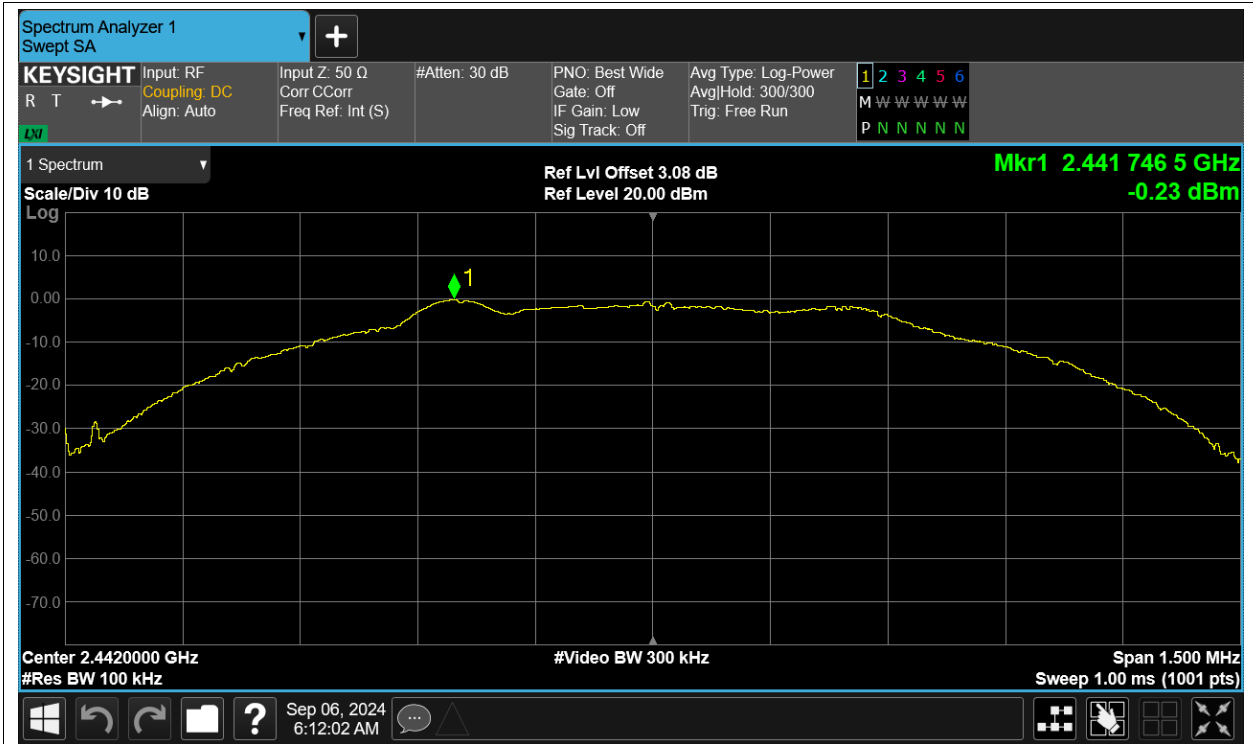 Spectrum Analyzer 1
Swept SA
KEYSIGHT
R T
LXI
Input: RF
Coupling: DC
Align: Auto
Input Z: 50 Ω
Corr CCorr
Freq Ref: Int (S)
#Atten: 30 dB
PNO: Best Wide
Gate: Off
IF Gain: Low
Sig Track: Off
Avg Type: Log-Power
Avg|Hold: 300/300
Trig: Free Run
1 2 3 4 5 6
M W W W W W
P N N N N N
1 Spectrum
Scale/Div 10 dB
Ref Lvl Offset 3.08 dB
Ref Level 20.00 dBm
Mkr1 2.441 746 5 GHz
-0.23 dBm
Log
10.0
0.00
-10.0
-20.0
-30.0
-40.0
-50.0
-60.0
-70.0
1
Center 2.4420000 GHz
#Res BW 100 kHz
#Video BW 300 kHz
Span 1.500 MHz
Sweep 1.00 ms (1001 pts)
?
Sep 06, 2024
6:12:02 AM